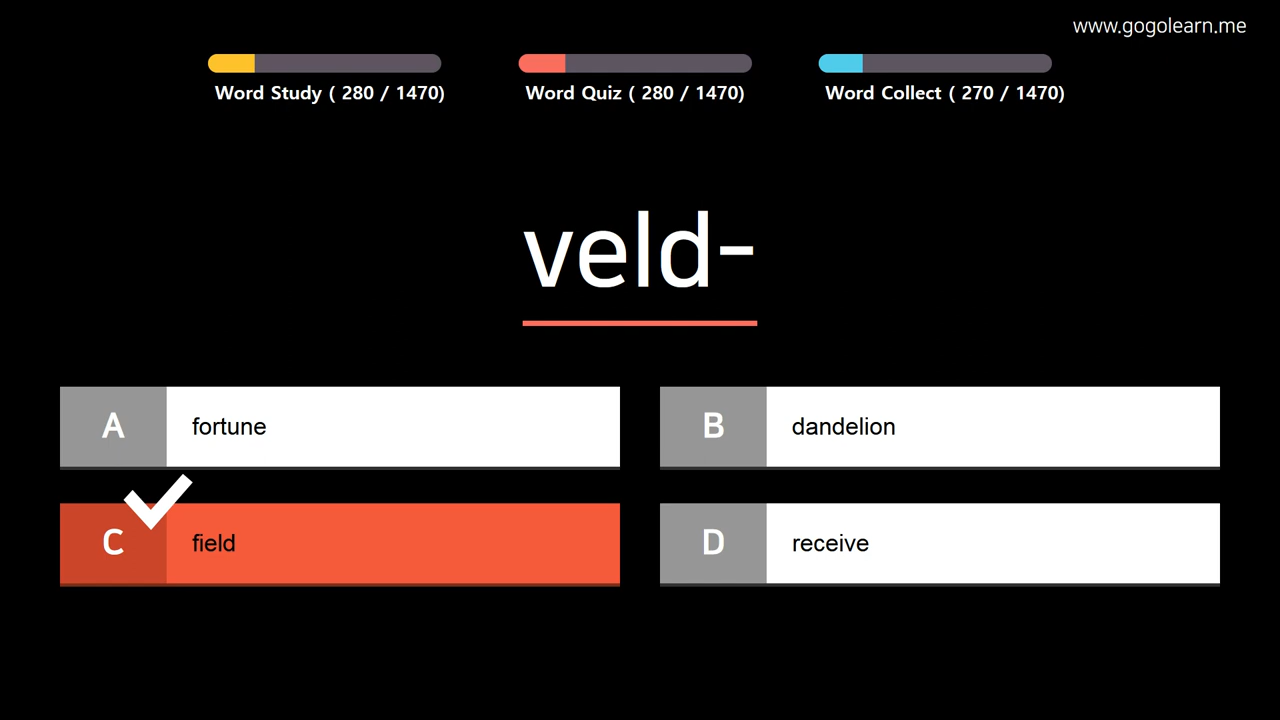 www.gogolearn.me
Word Study ( 280 / 1470)
Word Quiz ( 280 / 1470)
Word Collect ( 270 / 1470)
veld-
A fortune
B dandelion
C field
D receive